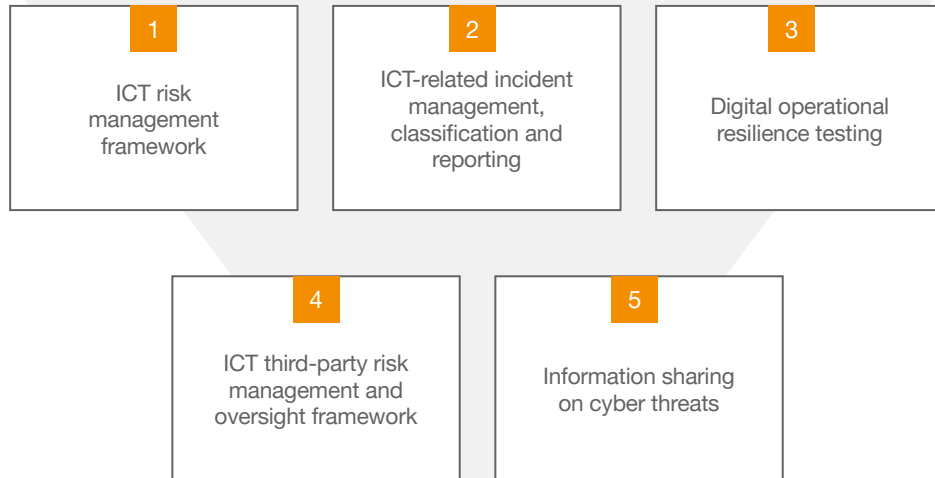 1
ICT risk
management
framework
2
ICT-related incident
management,
classification and
reporting
3
Digital operational
resilience testing
4
ICT third-party risk
management and
oversight framework
5
Information sharing
on cyber threats